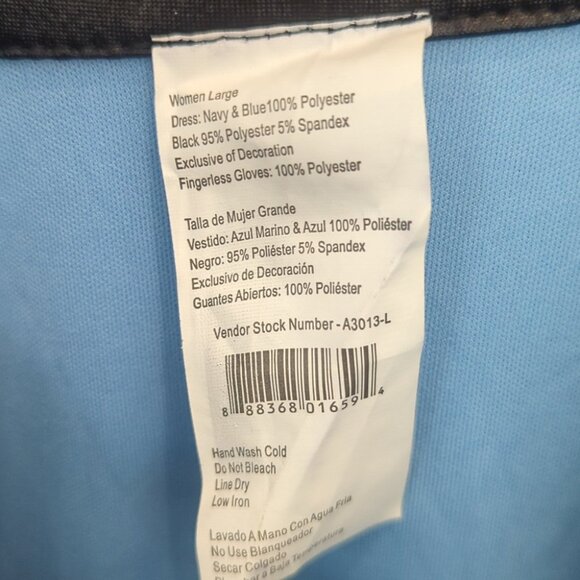 Women Large
Dress: Navy & Blue100% Polyester
Black 95% Polyester 5% Spandex
Exclusive of Decoration
Fingerless Gloves: 100% Polyester
Talla de Mujer Grande
Vestido: Azul Marino & Azul 100% Poliéster
Negro: 95% Poliéster 5% Spandex
Exclusivo de Decoración
Guantes Abiertos: 100% Poliéster
Vendor Stock Number - A3013-L
8 88368 01659 4
Hand Wash Cold
Do Not Bleach
Line Dry
Low Iron
Lavado A Mano Con Agua Fria
No Use Blanqueador
Secar Colgado
a Baja Temperatura